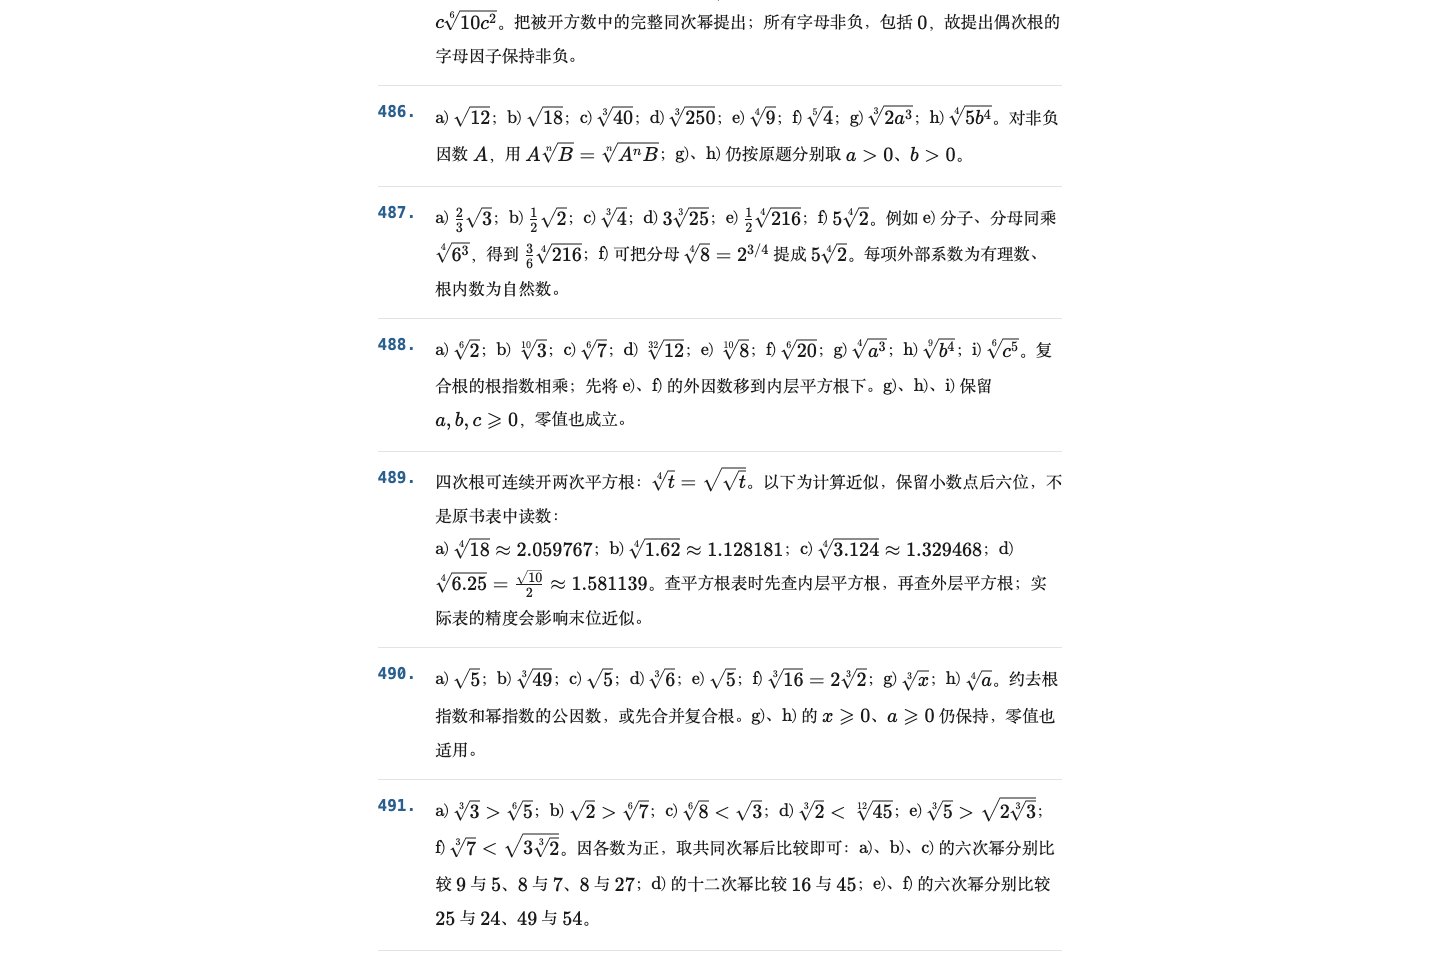 c⁶√10c²。把被开方数中的完整同次幂提出；所有字母非负，包括 0，故提出偶次根的
字母因子保持非负。
486. a) √12；b) √18；c) ³√40；d) ³√250；e) ⁴√9；f) ⁵√4；g) ³√2a³；h) ⁴√5b⁴。对非负
因数 A，用 A ⁿ√B = ⁿ√AⁿB；g)、h) 仍按原题分别取 a > 0、b > 0。
487. a) 2/3 √3；b) 1/2 √2；c) ³√4；d) 3³√25；e) 1/2 ⁴√216；f) 5⁴√2。例如 e) 分子、分母同乘
⁴√6³，得到 3/6 ⁴√216；f) 可把分母 ⁴√8 = 2^{3/4} 提成 5⁴√2。每项外部系数为有理数、
根内数为自然数。
488. a) ⁶√2；b) ¹⁰√3；c) ⁶√7；d) ³²√12；e) ¹⁰√8；f) ⁶√20；g) ⁴√a³；h) ⁹√b⁴；i) ⁶√c⁵。复
合根的根指数相乘；先将 e)、f) 的外因数移到内层平方根下。g)、h)、i) 保留
a, b, c ⩾ 0，零值也成立。
489. 四次根可连续开两次平方根：⁴√t = √√t。以下为计算近似，保留小数点后六位，不
是原书表中读数：
a) ⁴√18 ≈ 2.059767；b) ⁴√1.62 ≈ 1.128181；c) ⁴√3.124 ≈ 1.329468；d)
⁴√6.25 = √10/2 ≈ 1.581139。查平方根表时先查内层平方根，再查外层平方根；实
际表的精度会影响末位近似。
490. a) √5；b) ³√49；c) √5；d) ³√6；e) √5；f) ³√16 = 2³√2；g) ³√x；h) ⁴√a。约去根
指数和幂指数的公因数，或先合并复合根。g)、h) 的 x ⩾ 0、a ⩾ 0 仍保持，零值也
适用。
491. a) ³√3 > ⁶√5；b) √2 > ⁶√7；c) ⁶√8 < √3；d) ³√2 < ¹²√45；e) ³√5 > √(2³√3)；
f) ³√7 < √(3³√2)。因各数为正，取共同次幂后比较即可：a)、b)、c) 的六次幂分别比
较 9 与 5、8 与 7、8 与 27；d) 的十二次幂比较 16 与 45；e)、f) 的六次幂分别比较
25 与 24、49 与 54。